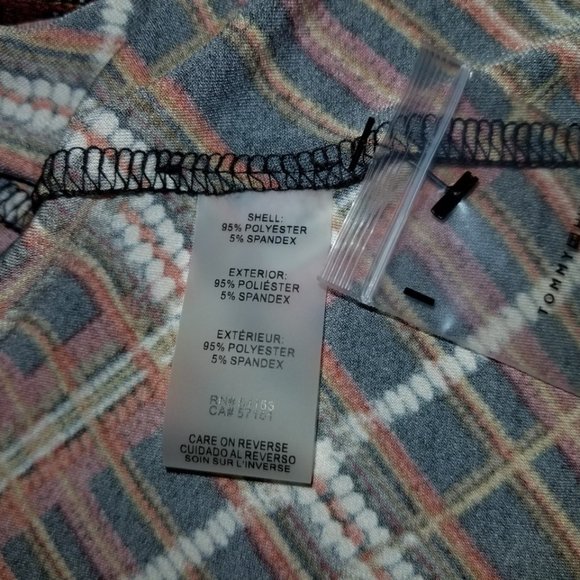 SHELL:
95% POLYESTER
5% SPANDEX
EXTERIOR:
95% POLIÉSTER
5% SPANDEX
EXTÉRIEUR:
95% POLYESTER
5% SPANDEX
RN#
CA# 57161
CARE ON REVERSE
CUIDADO AL REVERSO
SOIN SUR L'INVERSE
TOMMY